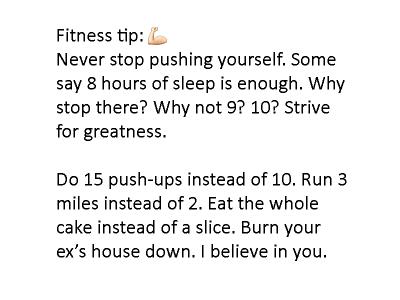 Fitness tip:💪🏻
Never stop pushing yourself. Some
say 8 hours of sleep is enough. Why
stop there? Why not 9? 10? Strive
for greatness.

Do 15 push-ups instead of 10. Run 3
miles instead of 2. Eat the whole
cake instead of a slice. Burn your
ex’s house down. I believe in you.